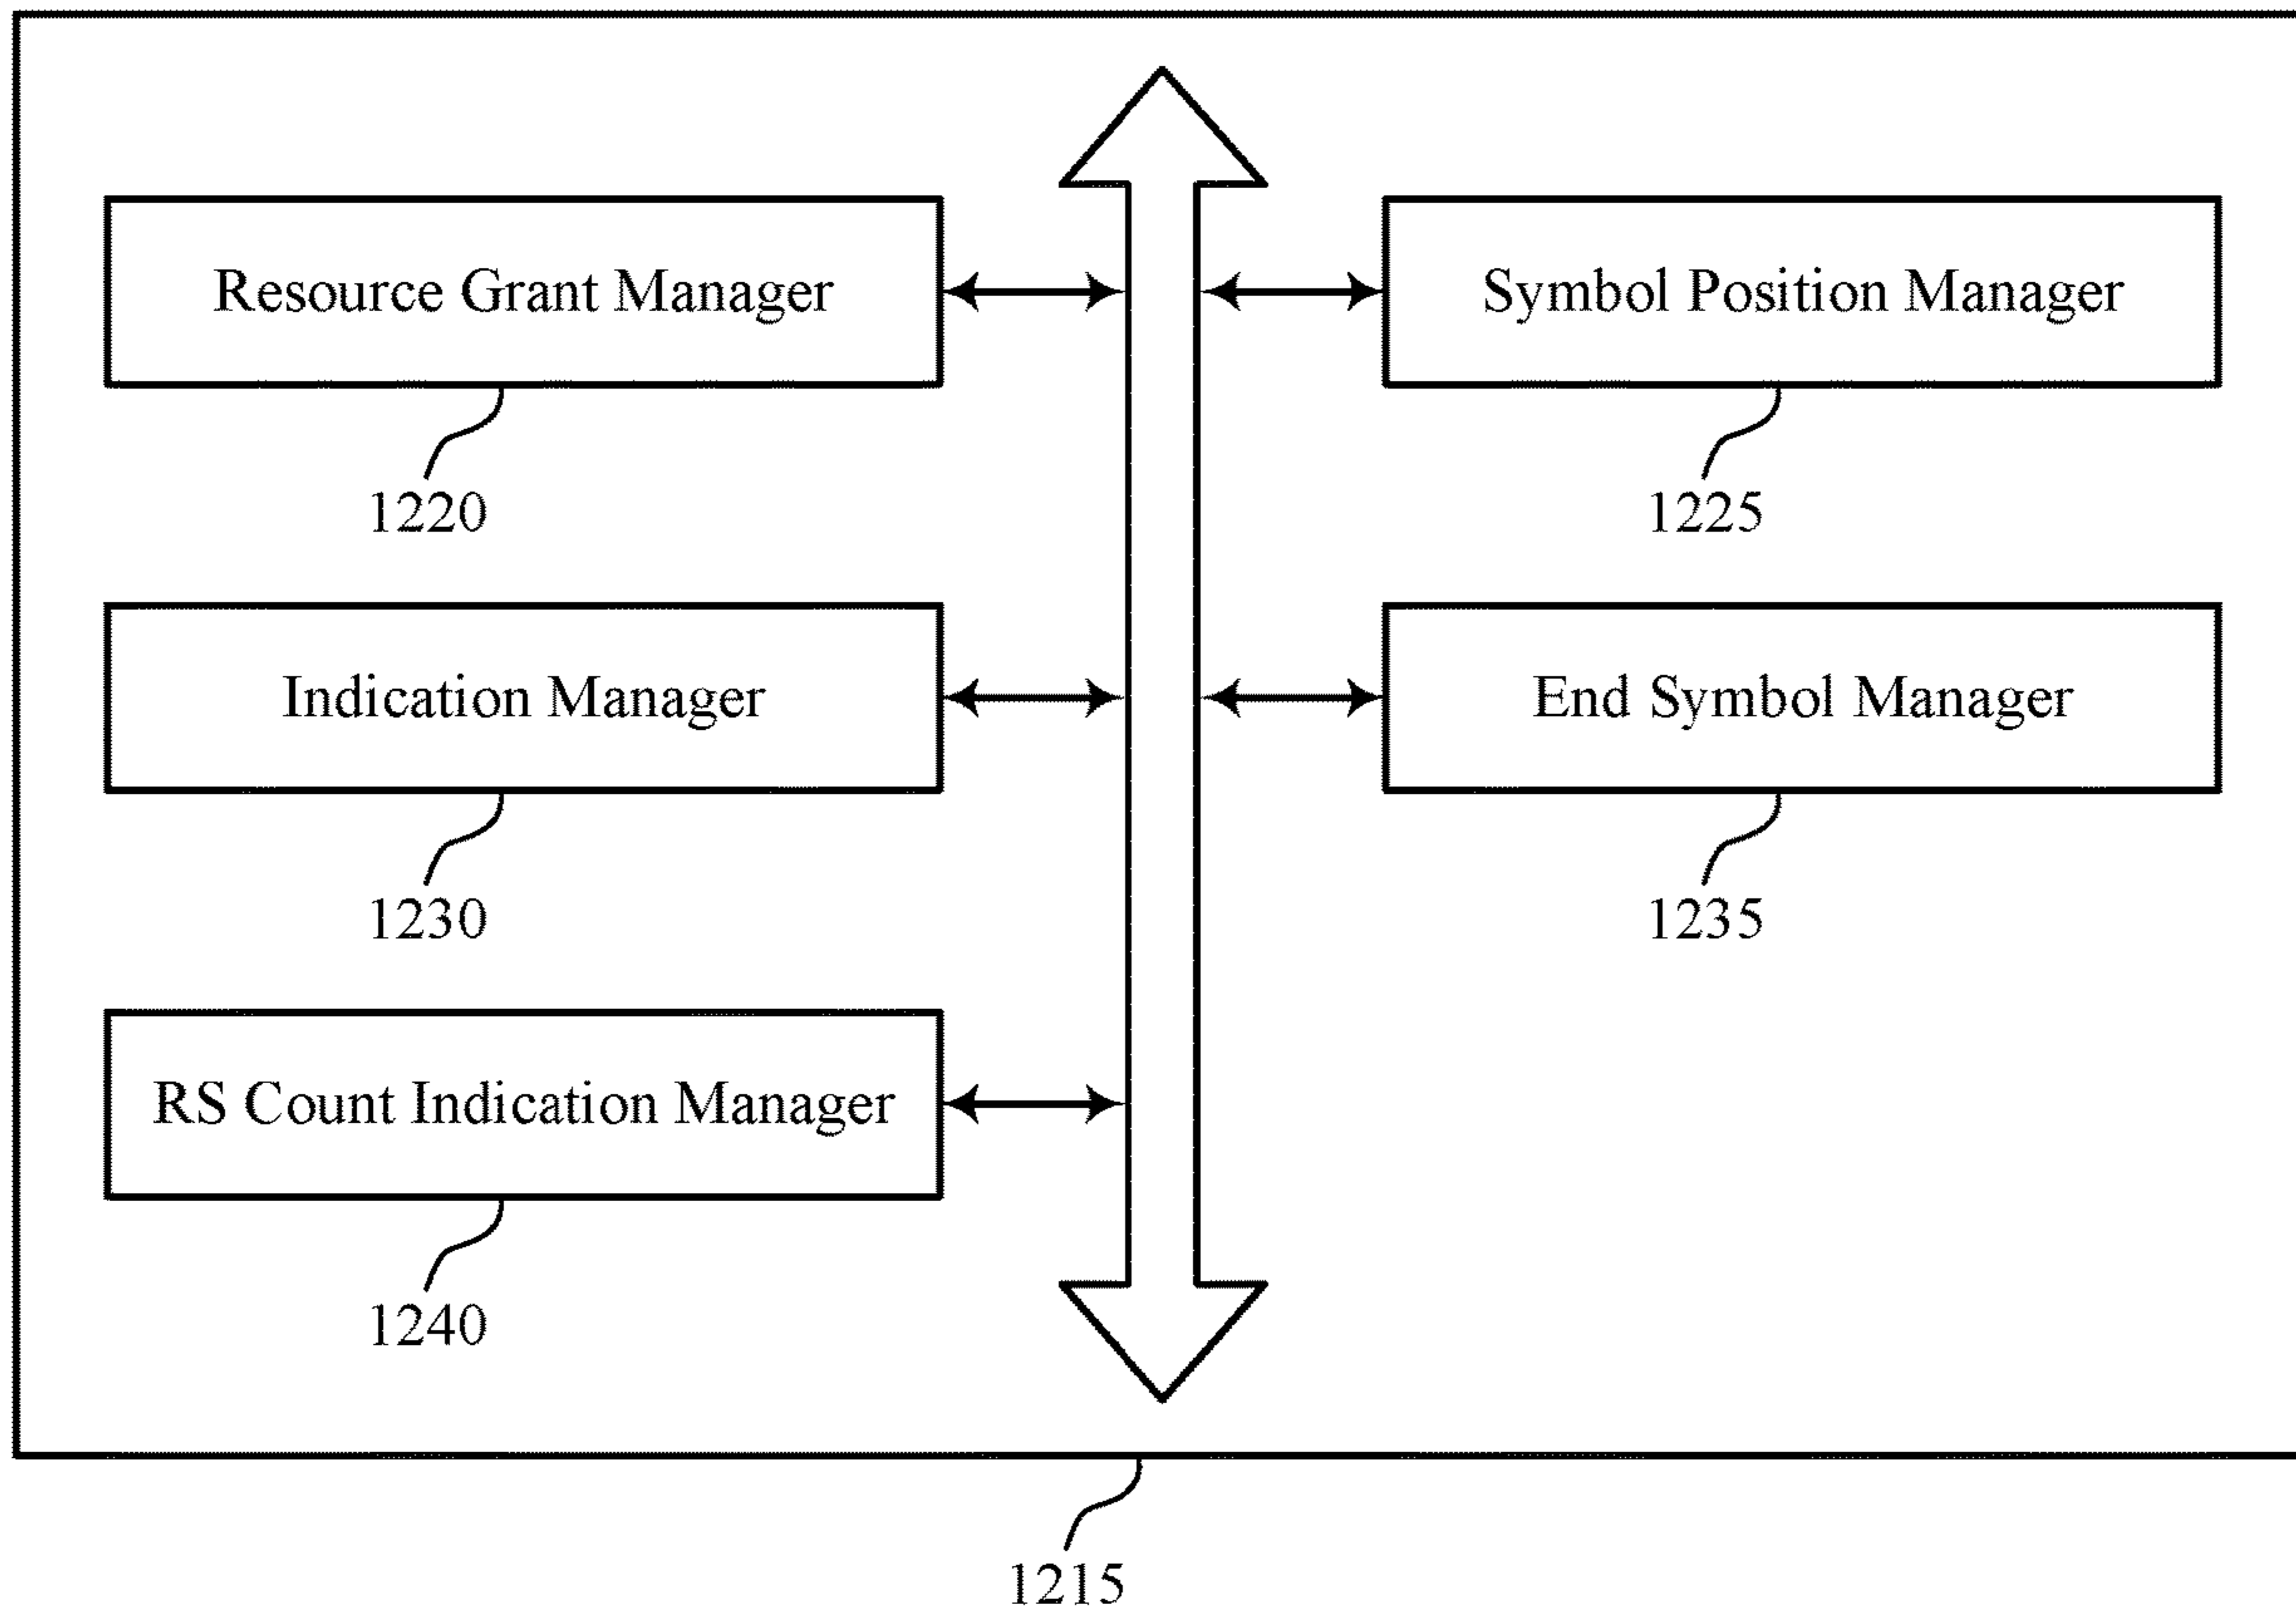 Resource Grant Manager
Symbol Position Manager
1220
1225
Indication Manager
End Symbol Manager
1230
1235
RS Count Indication Manager
1240
1215